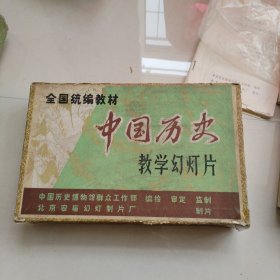 全国统编教材
中国历史
教学幻灯片
中国历史博物馆群众工作部 编绘 审定 监制
北京安庙幻灯制片厂 制片